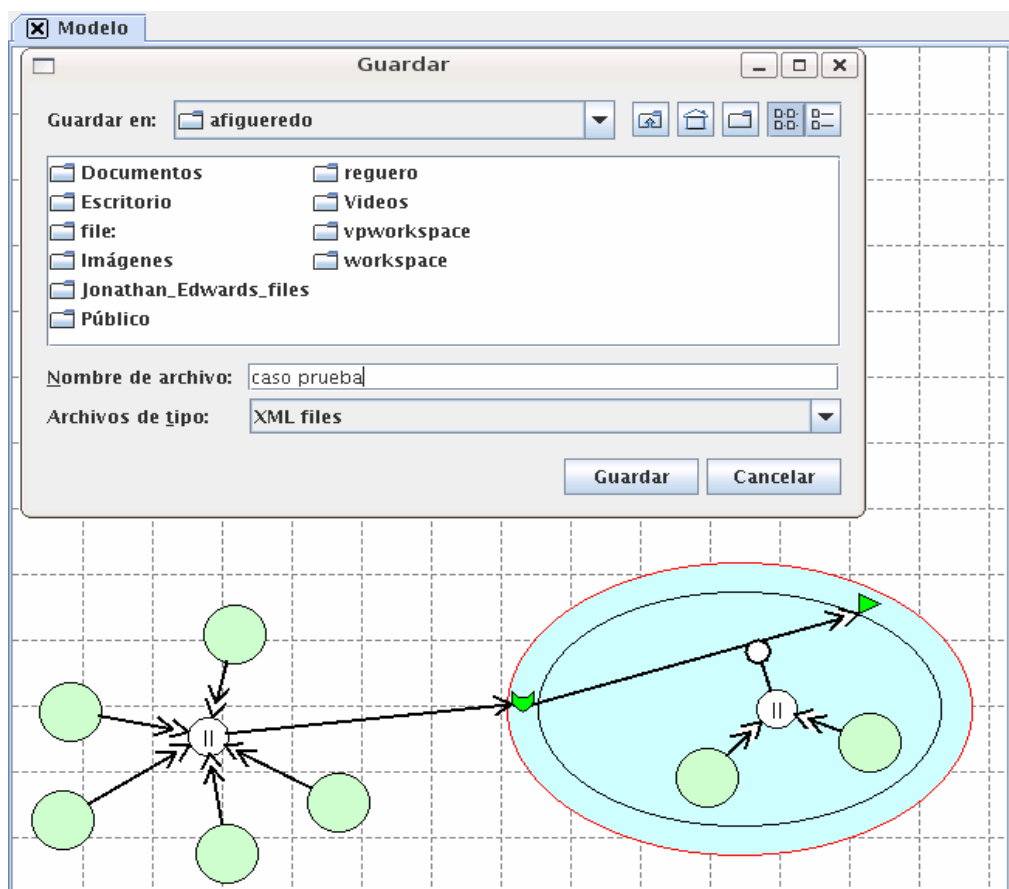 Modelo
Guardar
Guardar en: afigueredo
Documentos
Escritorio
file:
Imágenes
Jonathan_Edwards_files
Público
reguero
Videos
vpworkspace
workspace
Nombre de archivo: caso prueba
Archivos de tipo: XML files
Guardar Cancelar
||
||